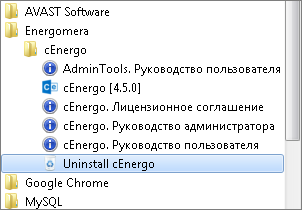 AVAST Software
Energomera
cEnergo
AdminTools. Руководство пользователя
cEnergo [4.5.0]
cEnergo. Лицензионное соглашение
cEnergo. Руководство администратора
cEnergo. Руководство пользователя
Uninstall cEnergo
Google Chrome
MySQL